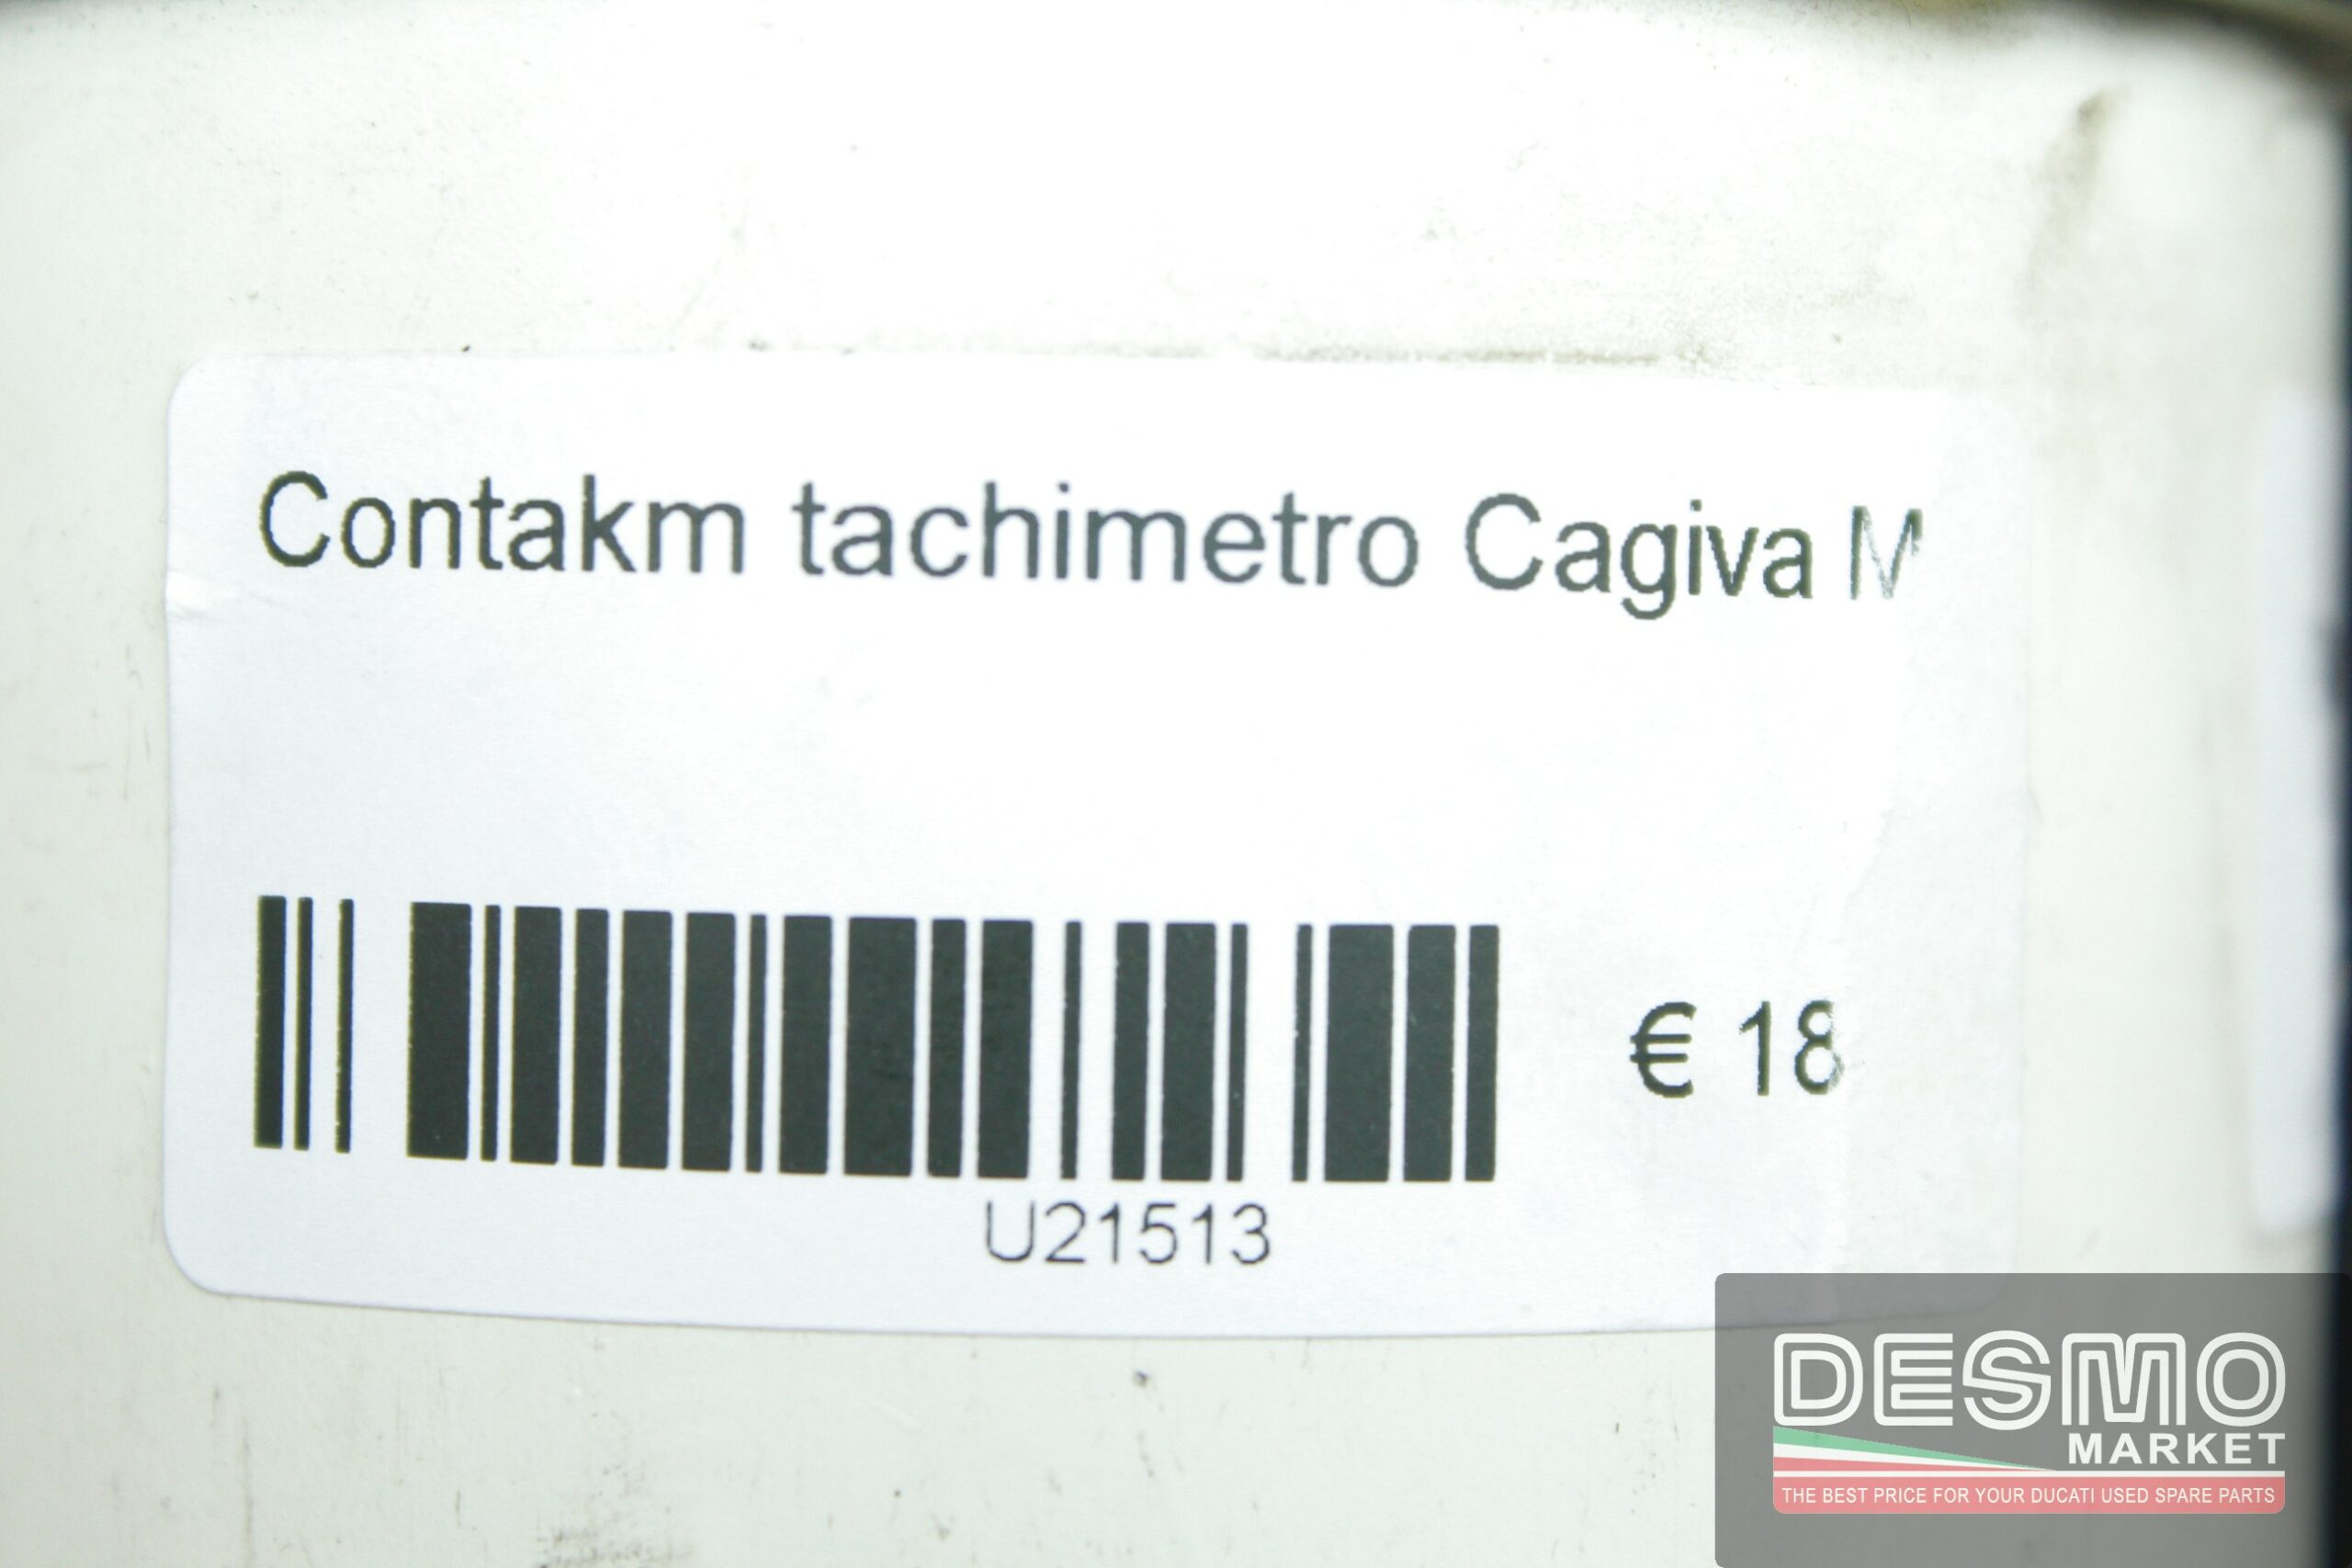 Contakm tachimetro Cagiva M
€ 18
U21513
DESMO
MARKET
THE BEST PRICE FOR YOUR DUCATI USED SPARE PARTS